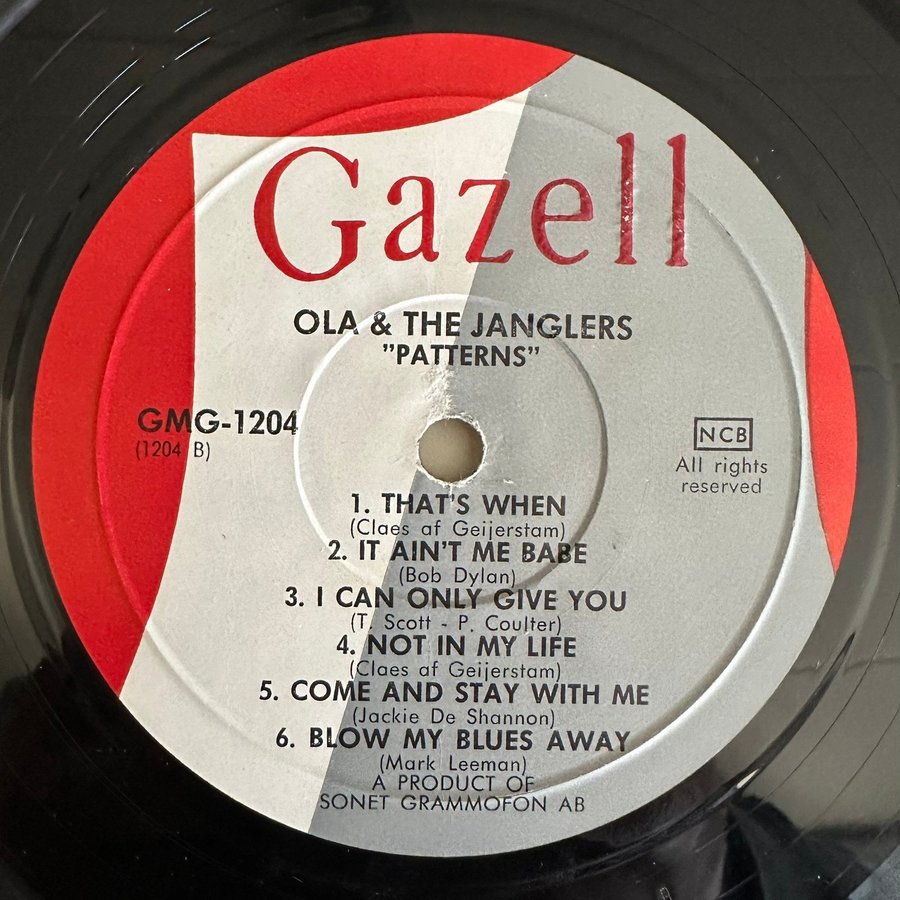 Gazell
OLA & THE JANGLERS
”PATTERNS”
GMG-1204
(1204 B)
NCB
All rights
reserved
1. THAT'S WHEN
(Claes af Geijerstam)
2. IT AIN'T ME BABE
(Bob Dylan)
3. I CAN ONLY GIVE YOU
(T. Scott - P. Coulter)
4. NOT IN MY LIFE
(Claes af Geijerstam)
5. COME AND STAY WITH ME
(Jackie De Shannon)
6. BLOW MY BLUES AWAY
(Mark Leeman)
A PRODUCT OF
SONET GRAMMOFON AB